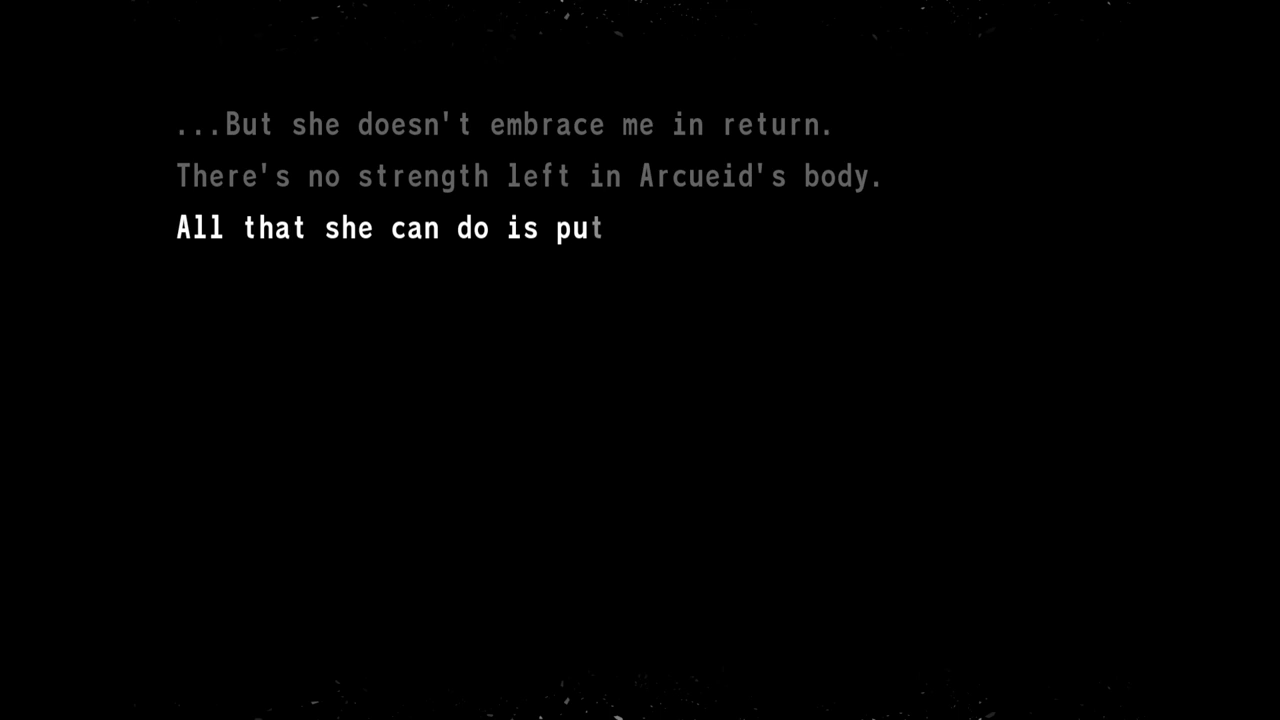 ...But she doesn't embrace me in return.
There's no strength left in Arcueid's body.
All that she can do is put